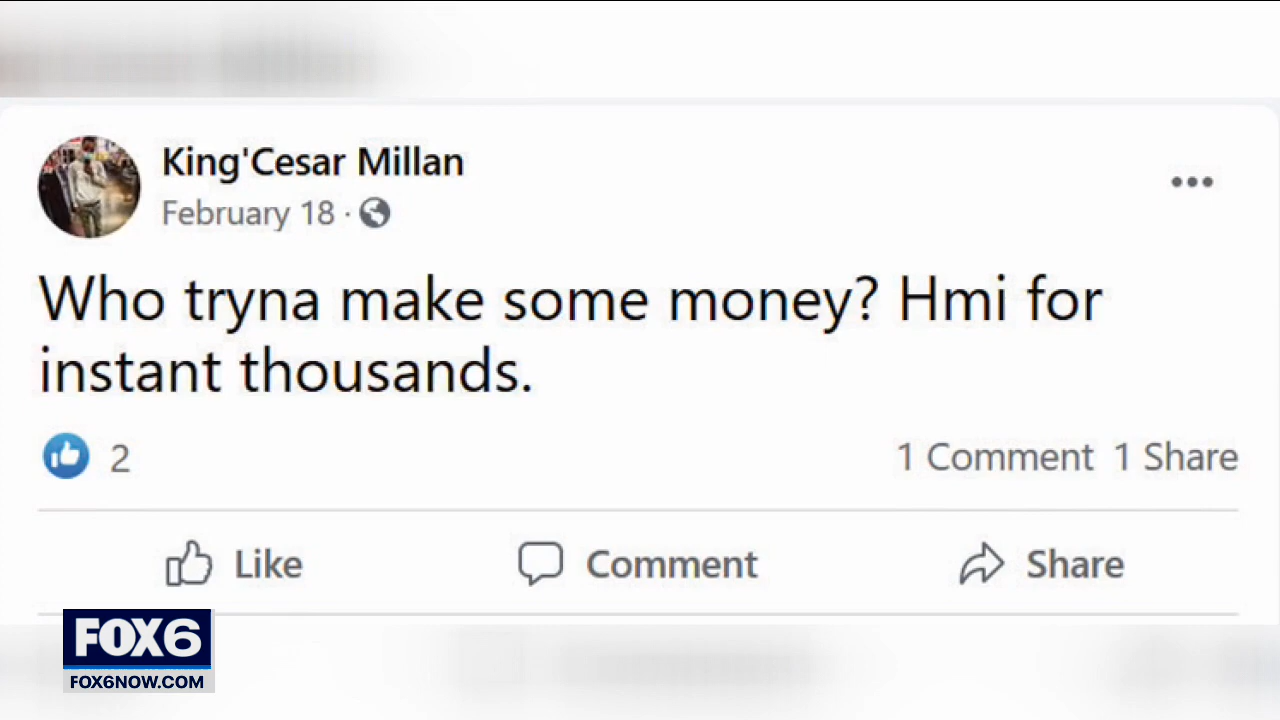 King'Cesar Millan
February 18 ·
Who tryna make some money? Hmi for
instant thousands.
2
1 Comment 1 Share
Like Comment Share
FOX6
FOX6NOW.COM